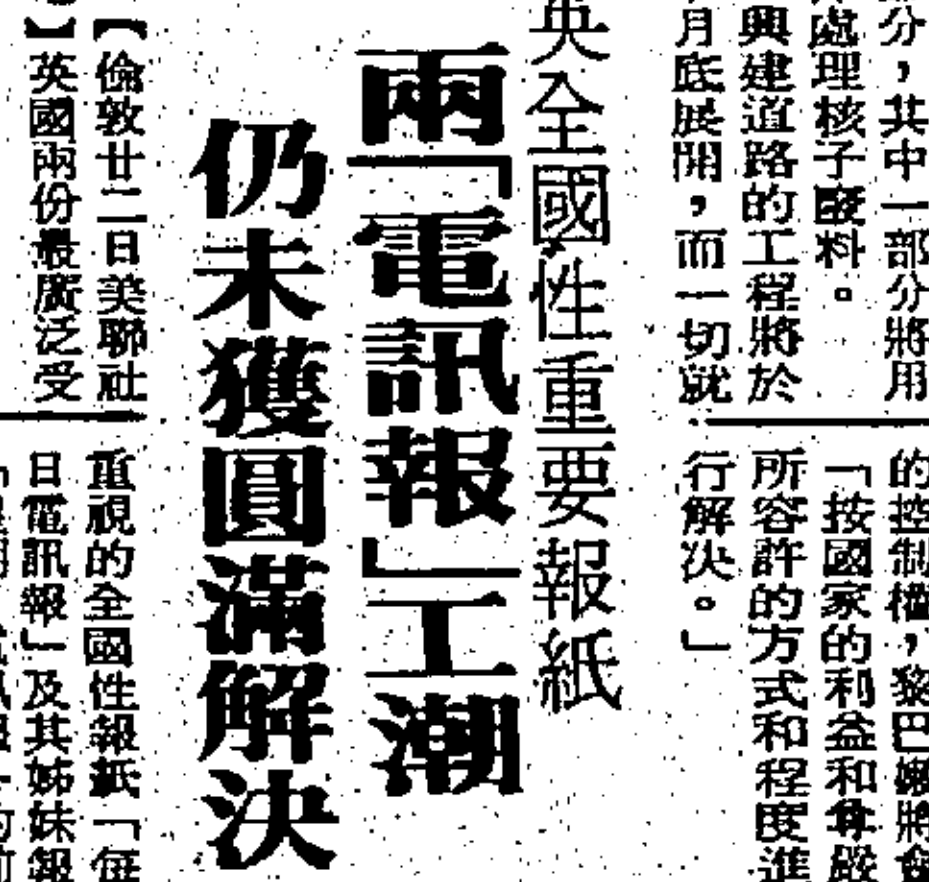 分，其中一部分將用
處理核子廢料。
興建道路的工程將於
月底展開，而一切就
的控制權，黎巴嫩將會
「按國家的利益和尊嚴
所容許的方式和程度進
行解決。」
英全國性重要報紙
兩「電訊報」工潮
仍未獲圓滿解決
【倫敦廿二日美聯社
】英國兩份最廣泛受
重視的全國性報紙「每
日電訊報」及其姊妹報